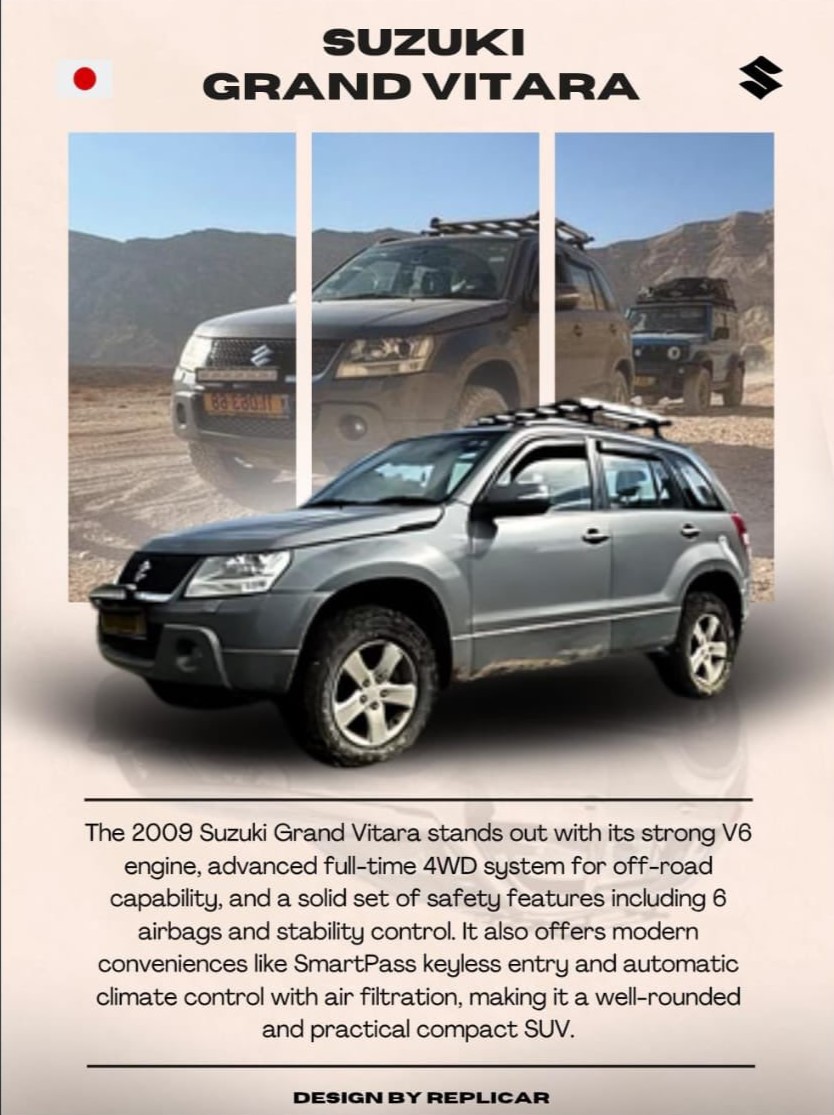 SUZUKI
GRAND VITARA
The 2009 Suzuki Grand Vitara stands out with its strong V6
engine, advanced full-time 4WD system for off-road
capability, and a solid set of safety features including 6
airbags and stability control. It also offers modern
conveniences like SmartPass keyless entry and automatic
climate control with air filtration, making it a well-rounded
and practical compact SUV.
DESIGN BY REPLICAR